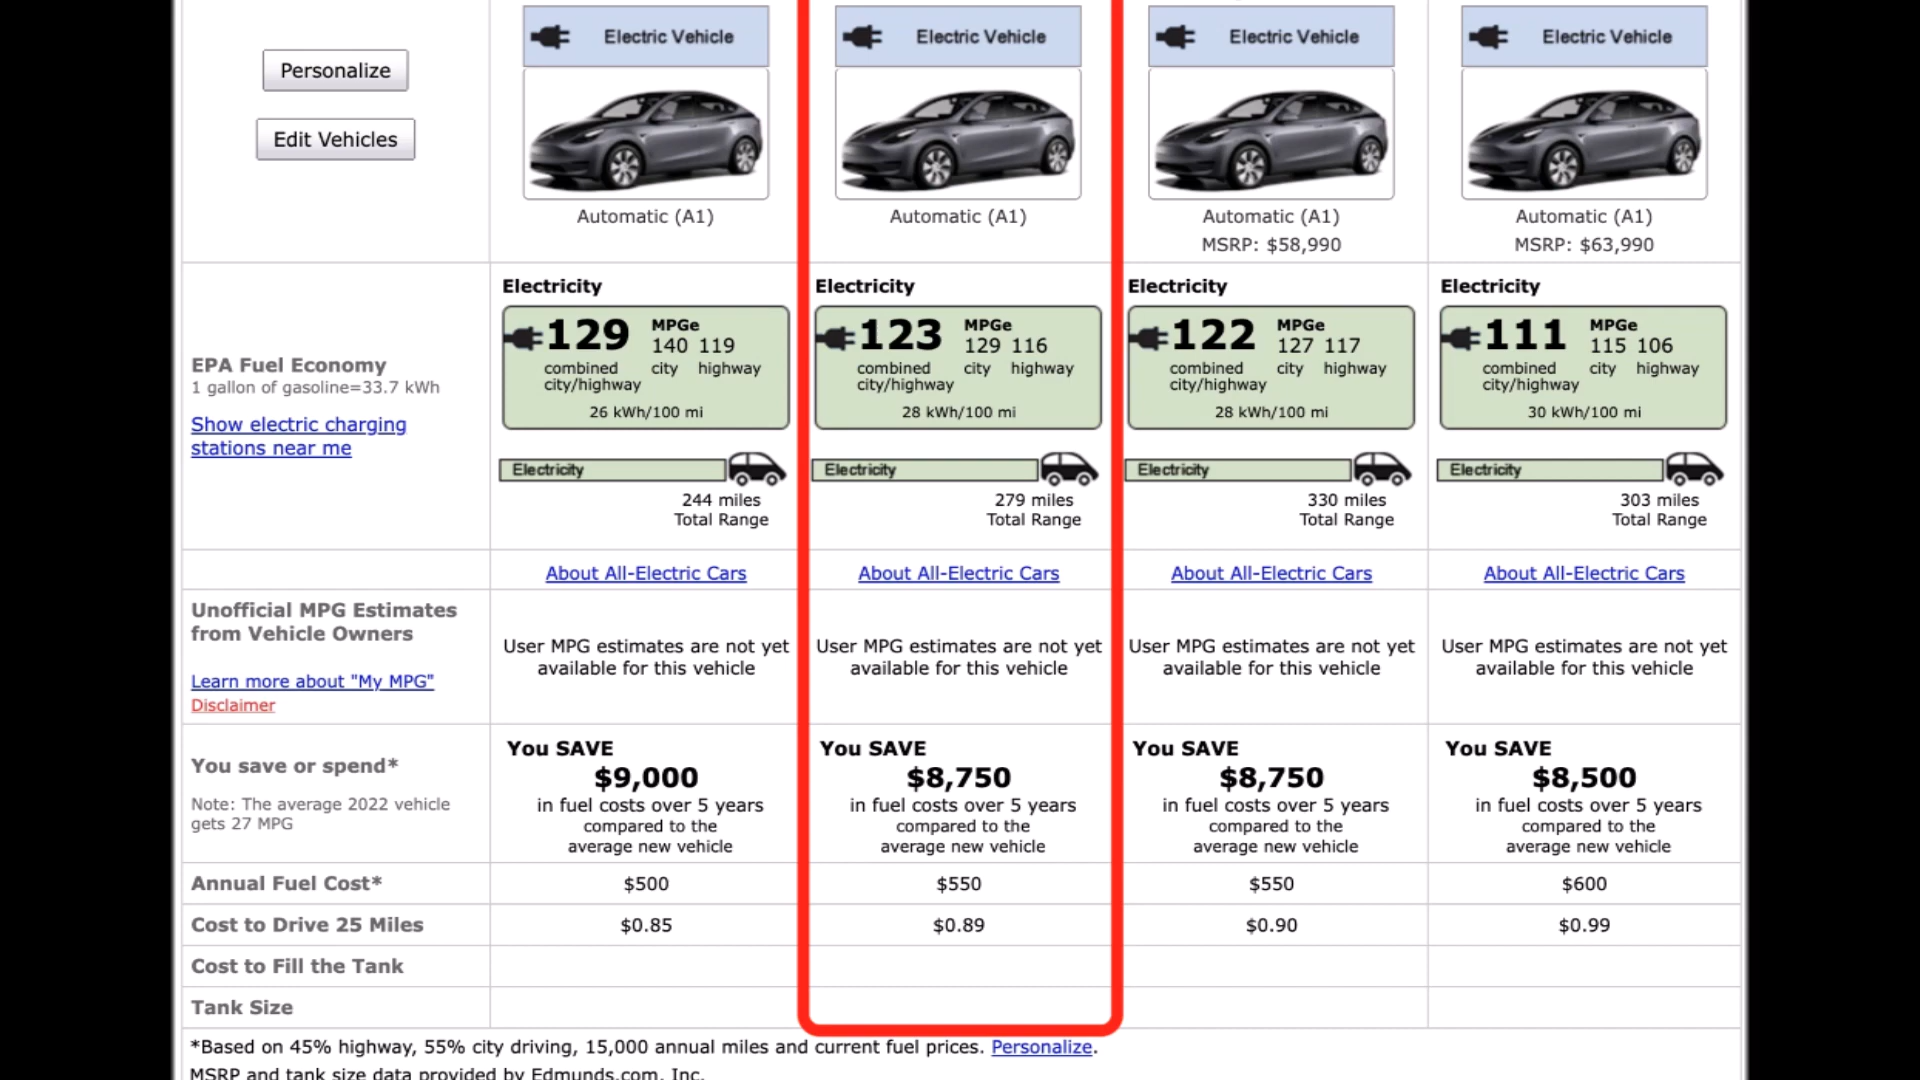 Personalize
Edit Vehicles
Electric Vehicle
Automatic (A1)
Electric Vehicle
Automatic (A1)
Electric Vehicle
Automatic (A1)
MSRP: $58,990
Electric Vehicle
Automatic (A1)
MSRP: $63,990
EPA Fuel Economy
1 gallon of gasoline=33.7 kWh
Show electric charging
stations near me
Electricity
129 MPGe
140 119
combined city highway
city/highway
26 kWh/100 mi
Electricity
244 miles
Total Range
Electricity
123 MPGe
129 116
combined city highway
city/highway
28 kWh/100 mi
Electricity
279 miles
Total Range
Electricity
122 MPGe
127 117
combined city highway
city/highway
28 kWh/100 mi
Electricity
330 miles
Total Range
Electricity
111 MPGe
115 106
combined city highway
city/highway
30 kWh/100 mi
Electricity
303 miles
Total Range
About All-Electric Cars
About All-Electric Cars
About All-Electric Cars
About All-Electric Cars
Unofficial MPG Estimates
from Vehicle Owners
Learn more about "My MPG"
Disclaimer
User MPG estimates are not yet
available for this vehicle
User MPG estimates are not yet
available for this vehicle
User MPG estimates are not yet
available for this vehicle
User MPG estimates are not yet
available for this vehicle
You save or spend*
Note: The average 2022 vehicle
gets 27 MPG
You SAVE
$9,000
in fuel costs over 5 years
compared to the
average new vehicle
You SAVE
$8,750
in fuel costs over 5 years
compared to the
average new vehicle
You SAVE
$8,750
in fuel costs over 5 years
compared to the
average new vehicle
You SAVE
$8,500
in fuel costs over 5 years
compared to the
average new vehicle
Annual Fuel Cost* $500 $550 $550 $600
Cost to Drive 25 Miles $0.85 $0.89 $0.90 $0.99
Cost to Fill the Tank
Tank Size
*Based on 45% highway, 55% city driving, 15,000 annual miles and current fuel prices. Personalize.
MSRP and tank size data provided by Edmunds.com, Inc.